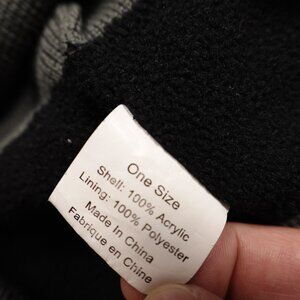 One Size
Shell: 100% Acrylic
Lining: 100% Polyester
Made In China
Fabrique en Chine